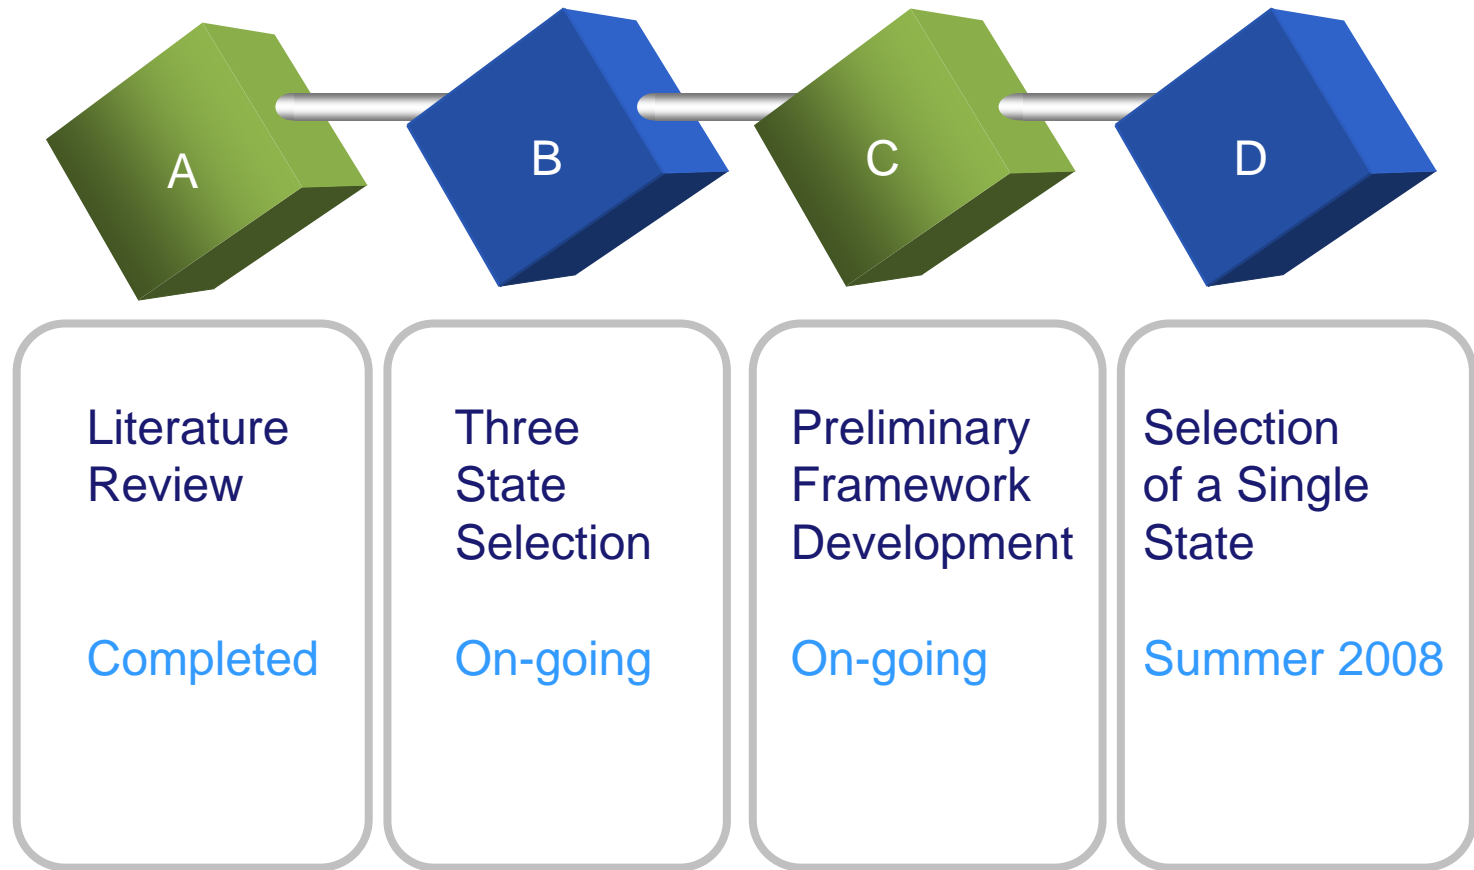 A
B
C
D
Literature
Review
Completed
Three
State
Selection
On-going
Preliminary
Framework
Development
On-going
Selection
of a Single
State
Summer 2008